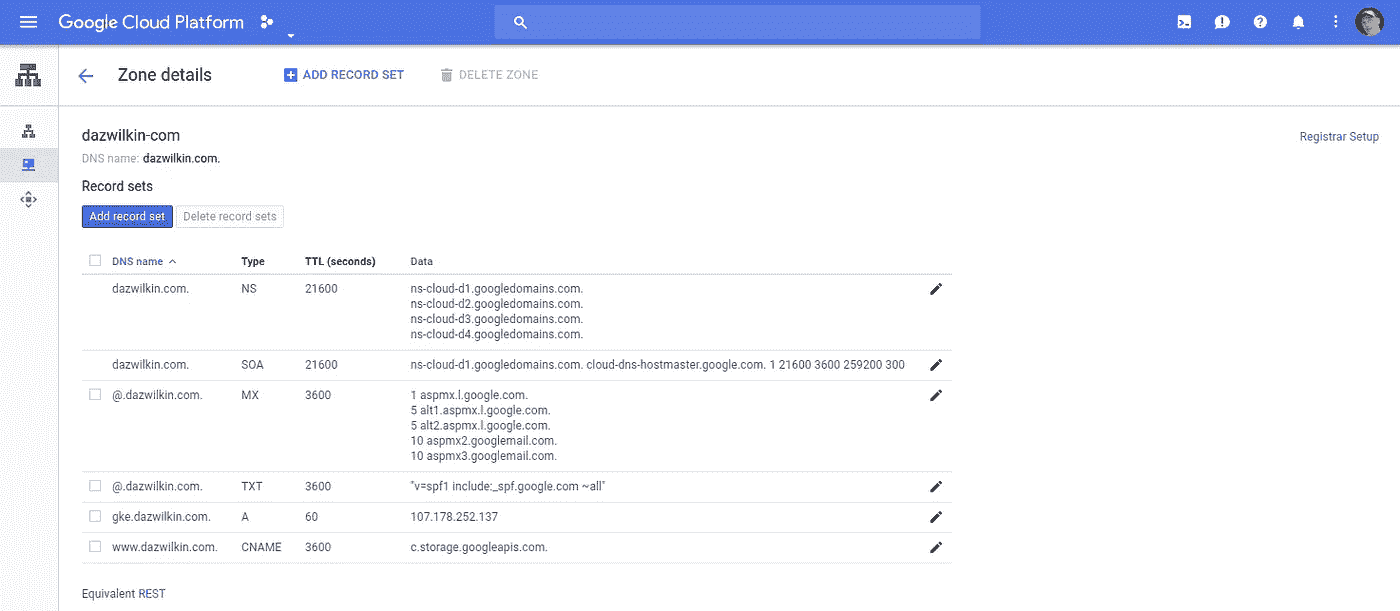 Google Cloud Platform
Zone details
ADD RECORD SET
DELETE ZONE
dazwilkin-com
Registrar Setup
DNS name: dazwilkin.com.
Record sets
Add record set
Delete record sets
DNS name Type TTL (seconds) Data
dazwilkin.com. NS 21600 ns-cloud-d1.googledomains.com.
ns-cloud-d2.googledomains.com.
ns-cloud-d3.googledomains.com.
ns-cloud-d4.googledomains.com.
dazwilkin.com. SOA 21600 ns-cloud-d1.googledomains.com. cloud-dns-hostmaster.google.com. 1 21600 3600 259200 300
@.dazwilkin.com. MX 3600 1 aspmx.l.google.com.
5 alt1.aspmx.l.google.com.
5 alt2.aspmx.l.google.com.
10 aspmx2.googlemail.com.
10 aspmx3.googlemail.com.
@.dazwilkin.com. TXT 3600 "v=spf1 include:_spf.google.com ~all"
gke.dazwilkin.com. A 60 107.178.252.137
www.dazwilkin.com. CNAME 3600 c.storage.googleapis.com.
Equivalent REST